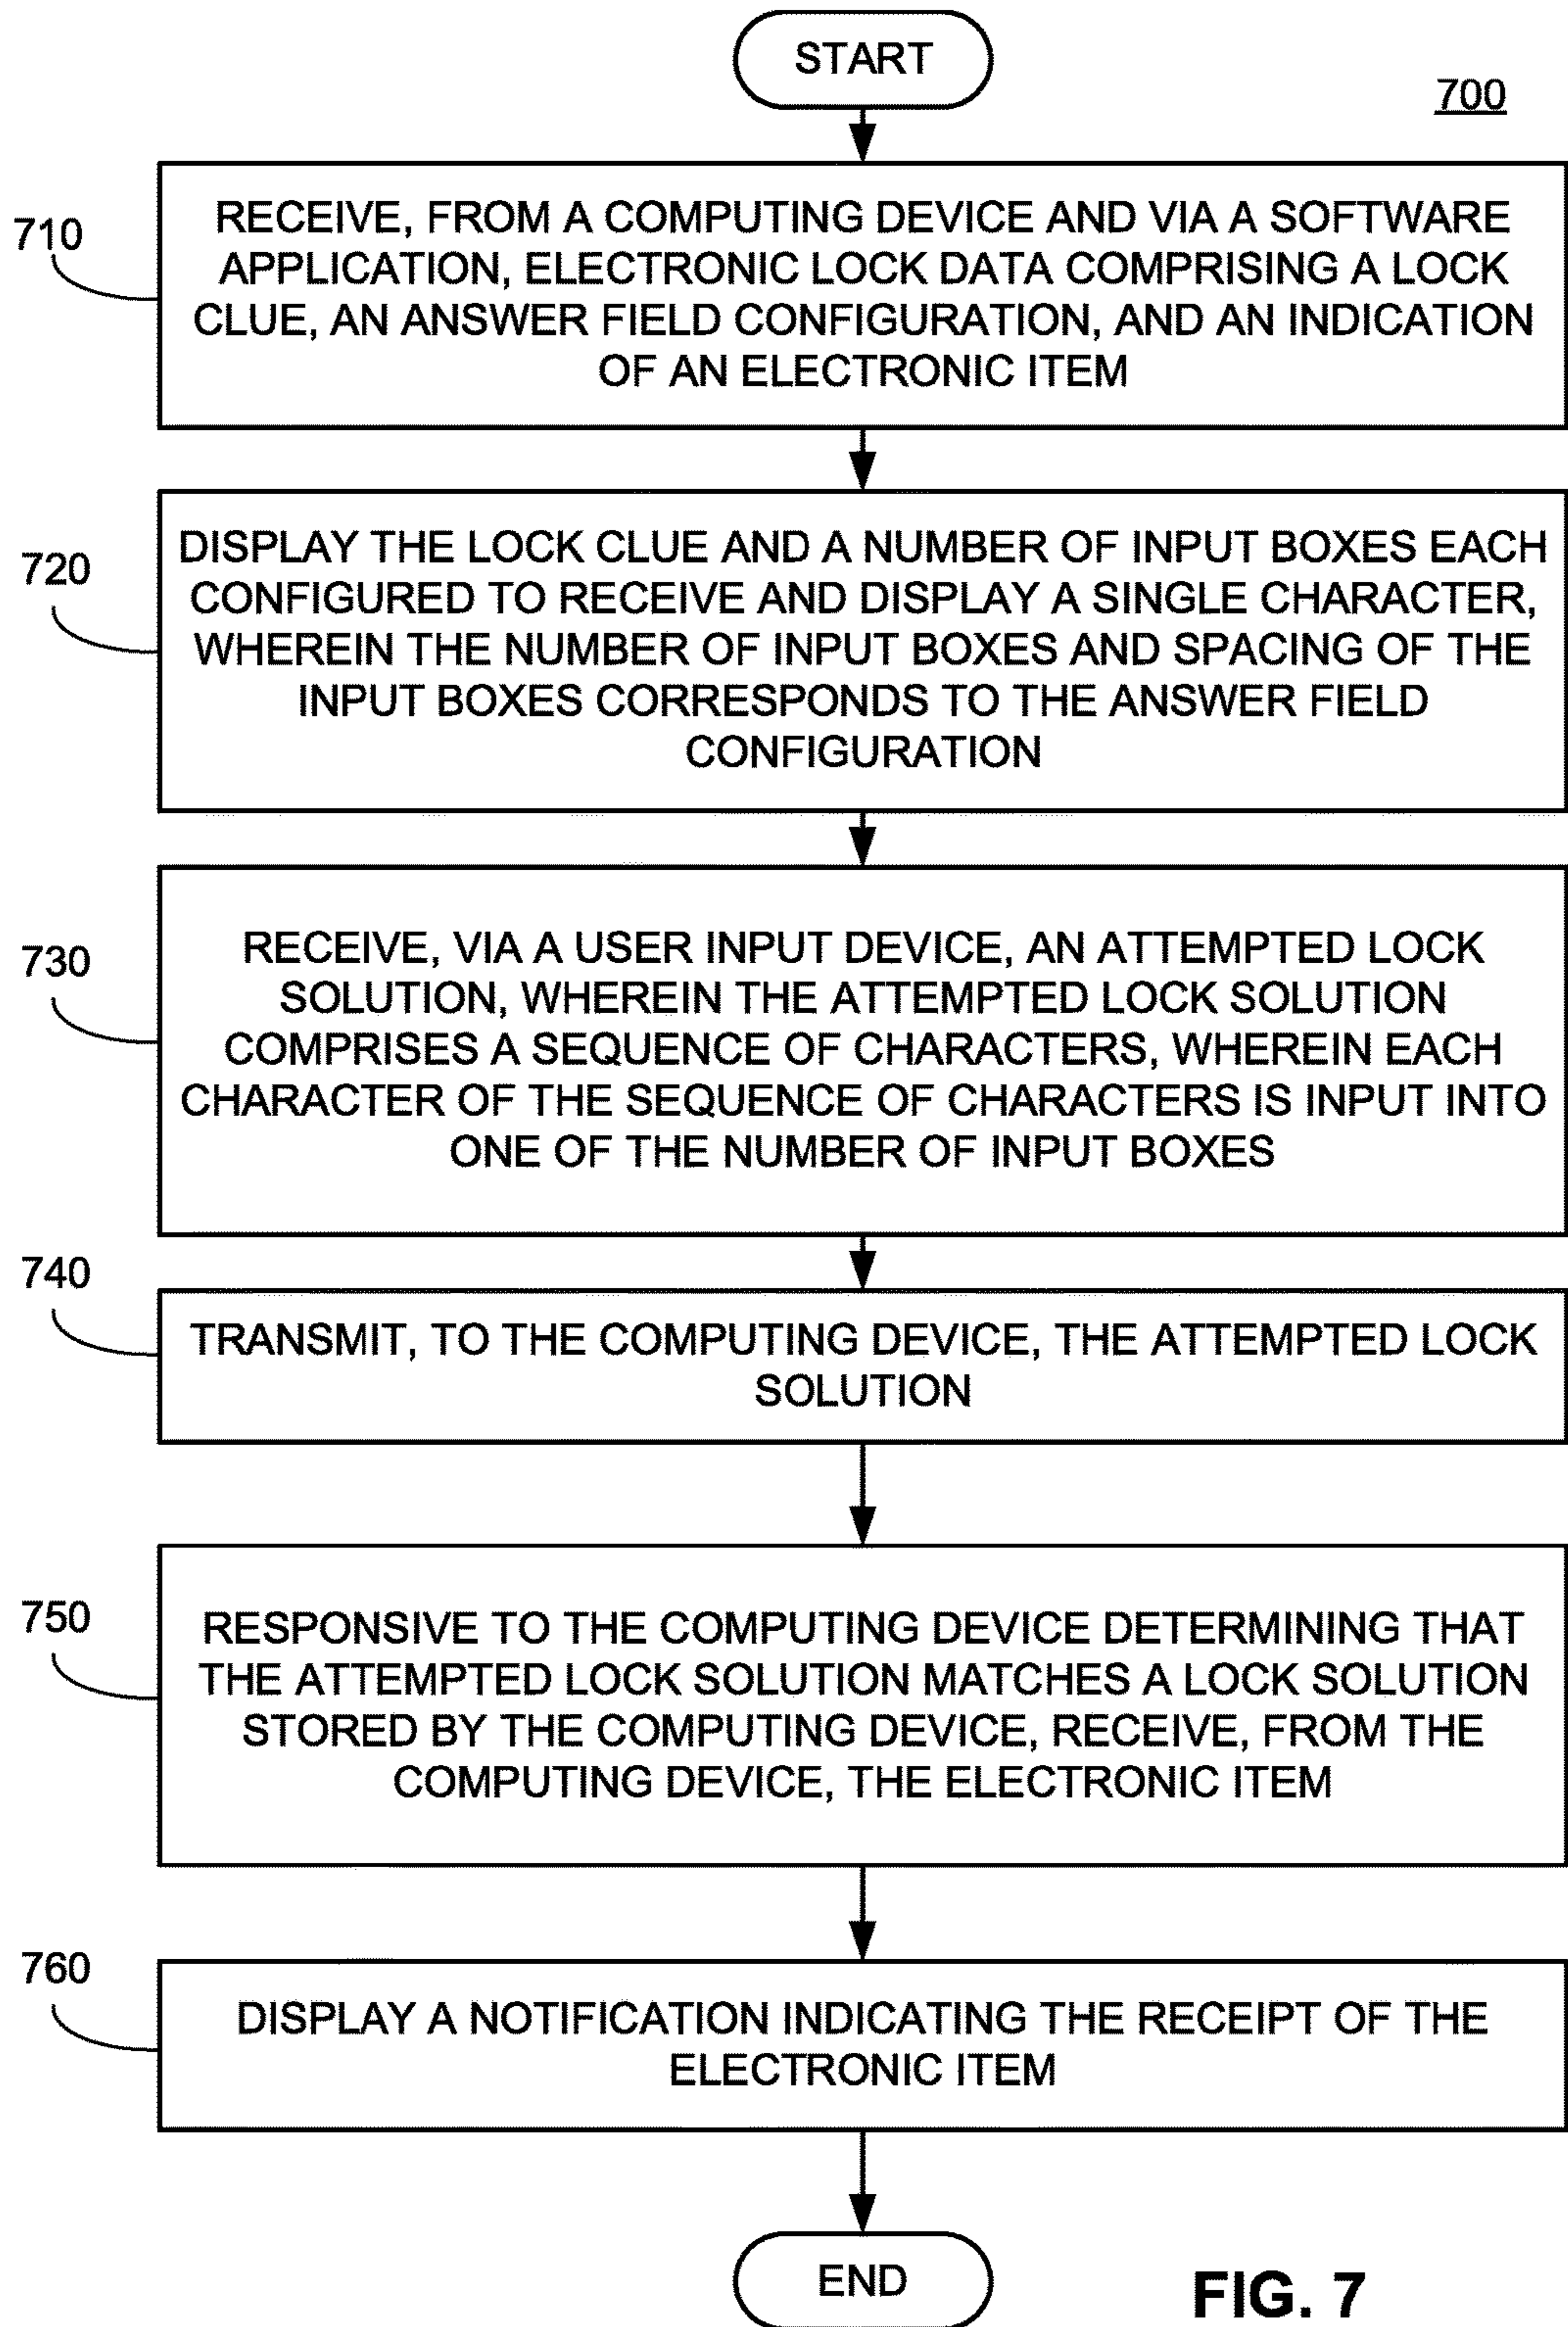 START
700
710
RECEIVE, FROM A COMPUTING DEVICE AND VIA A SOFTWARE
APPLICATION, ELECTRONIC LOCK DATA COMPRISING A LOCK
CLUE, AN ANSWER FIELD CONFIGURATION, AND AN INDICATION
OF AN ELECTRONIC ITEM
720
DISPLAY THE LOCK CLUE AND A NUMBER OF INPUT BOXES EACH
CONFIGURED TO RECEIVE AND DISPLAY A SINGLE CHARACTER,
WHEREIN THE NUMBER OF INPUT BOXES AND SPACING OF THE
INPUT BOXES CORRESPONDS TO THE ANSWER FIELD
CONFIGURATION
730
RECEIVE, VIA A USER INPUT DEVICE, AN ATTEMPTED LOCK
SOLUTION, WHEREIN THE ATTEMPTED LOCK SOLUTION
COMPRISES A SEQUENCE OF CHARACTERS, WHEREIN EACH
CHARACTER OF THE SEQUENCE OF CHARACTERS IS INPUT INTO
ONE OF THE NUMBER OF INPUT BOXES
740
TRANSMIT, TO THE COMPUTING DEVICE, THE ATTEMPTED LOCK
SOLUTION
750
RESPONSIVE TO THE COMPUTING DEVICE DETERMINING THAT
THE ATTEMPTED LOCK SOLUTION MATCHES A LOCK SOLUTION
STORED BY THE COMPUTING DEVICE, RECEIVE, FROM THE
COMPUTING DEVICE, THE ELECTRONIC ITEM
760
DISPLAY A NOTIFICATION INDICATING THE RECEIPT OF THE
ELECTRONIC ITEM
END
FIG. 7